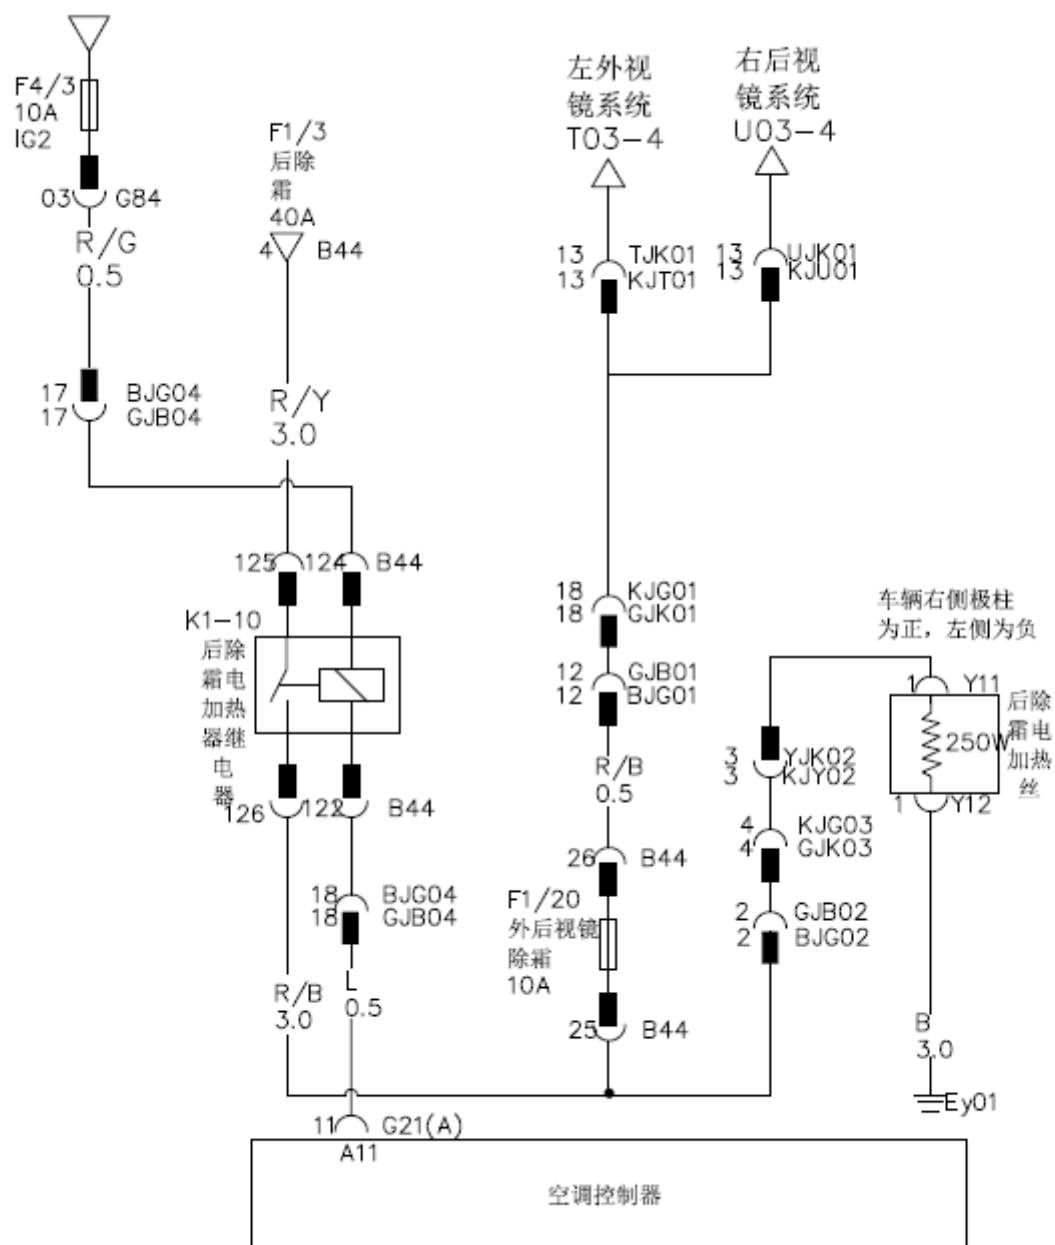 F4/3
10A
IG2
03 G84
R/G
0.5
17 BJG04
17 GJB04
F1/3
后除
霜
40A
4 B44
R/Y
3.0
125 124 B44
K1-10
后除
霜电
加热
器继
电
器
126 122 B44
18 BJG04
18 GJB04
R/B
3.0
L
0.5
11 G21(A)
A11
空调控制器
左外视
镜系统
T03-4
右后视
镜系统
U03-4
13 TJK01
13 KJT01
13 UJK01
13 KJU01
18 KJG01
18 GJK01
12 GJB01
12 BJG01
R/B
0.5
26 B44
F1/20
外后视镜
除霜
10A
25 B44
车辆右侧极柱
为正，左侧为负
1 Y11
250W
后除
霜电
加热
丝
1 Y12
3 YJK02
3 KJY02
4 KJG03
4 GJK03
2 GJB02
2 BJG02
B
3.0
Ey01